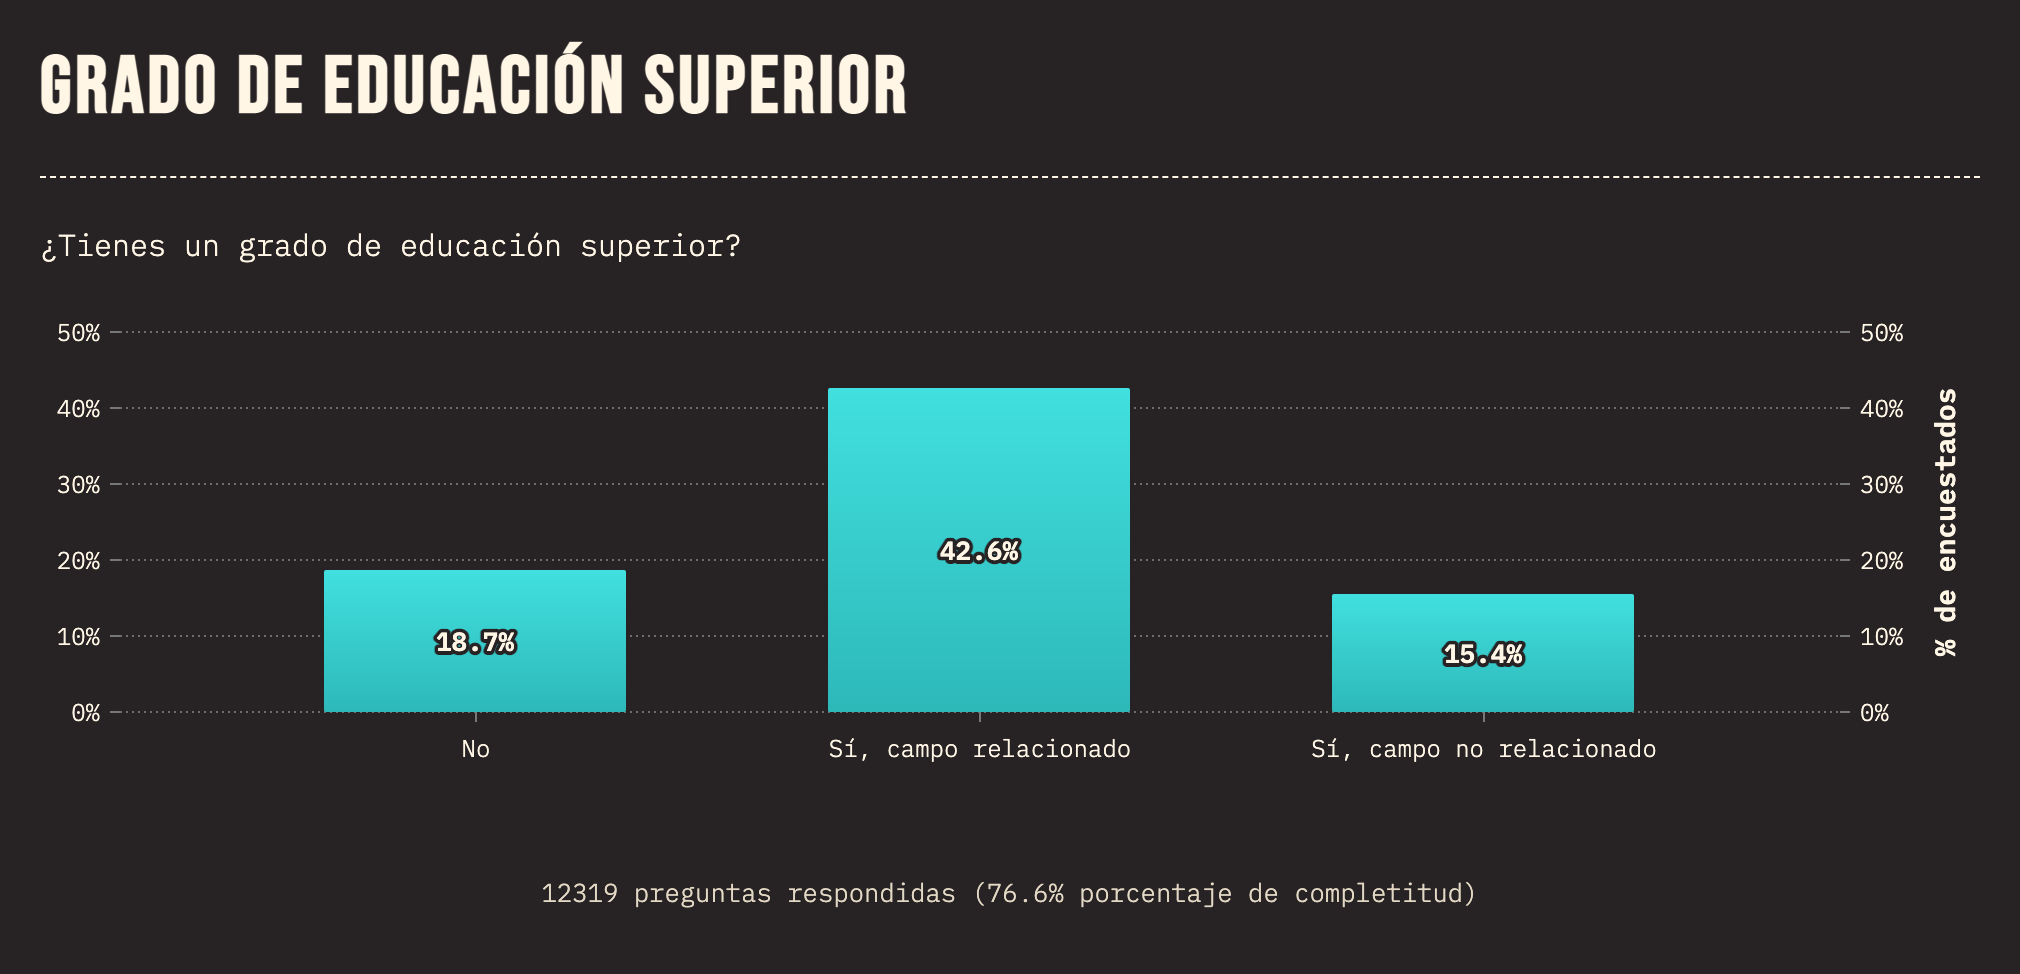 GRADO DE EDUCACIÓN SUPERIOR
¿Tienes un grado de educación superior?
50% 50%
40% 40%
30% 30%
20% 20%
10% 10%
0% 0%
% de encuestados
18.7%
42.6%
15.4%
No
Sí, campo relacionado
Sí, campo no relacionado
12319 preguntas respondidas (76.6% porcentaje de completitud)